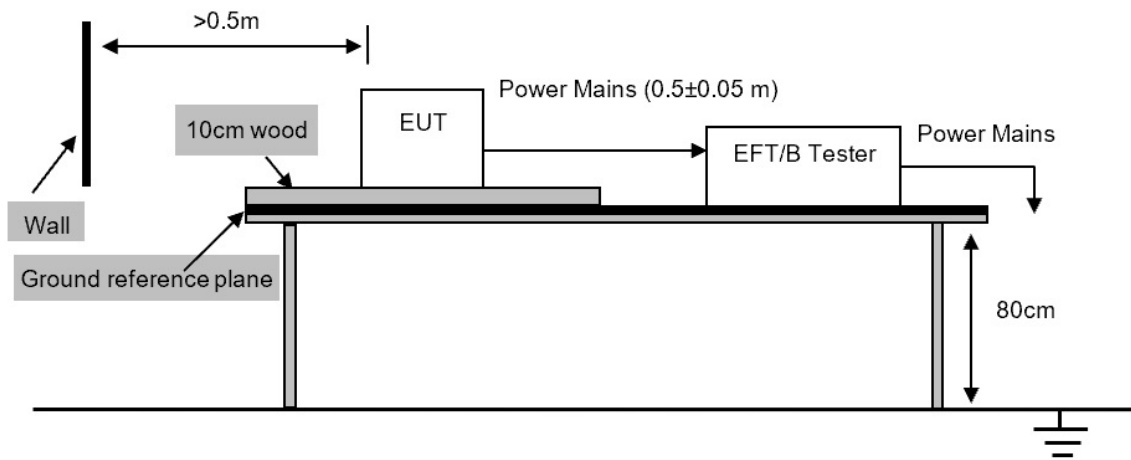 >0.5m
Power Mains (0.5±0.05 m)
EUT
10cm wood
EFT/B Tester
Power Mains
Wall
Ground reference plane
80cm